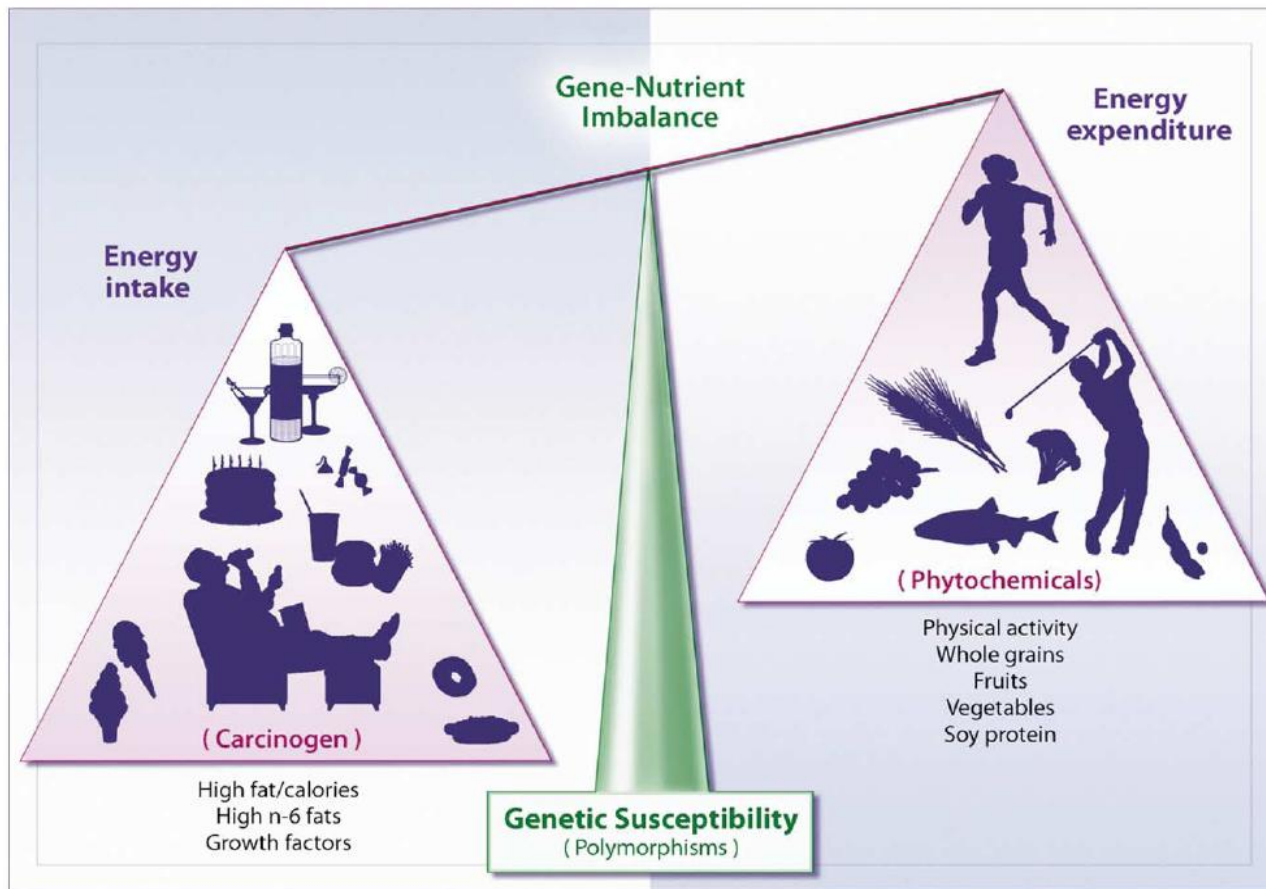 Gene-Nutrient
Imbalance
Energy
expenditure
Energy
intake
( Carcinogen )
High fat/calories
High n-6 fats
Growth factors
( Phytochemicals)
Physical activity
Whole grains
Fruits
Vegetables
Soy protein
Genetic Susceptibility
( Polymorphisms )